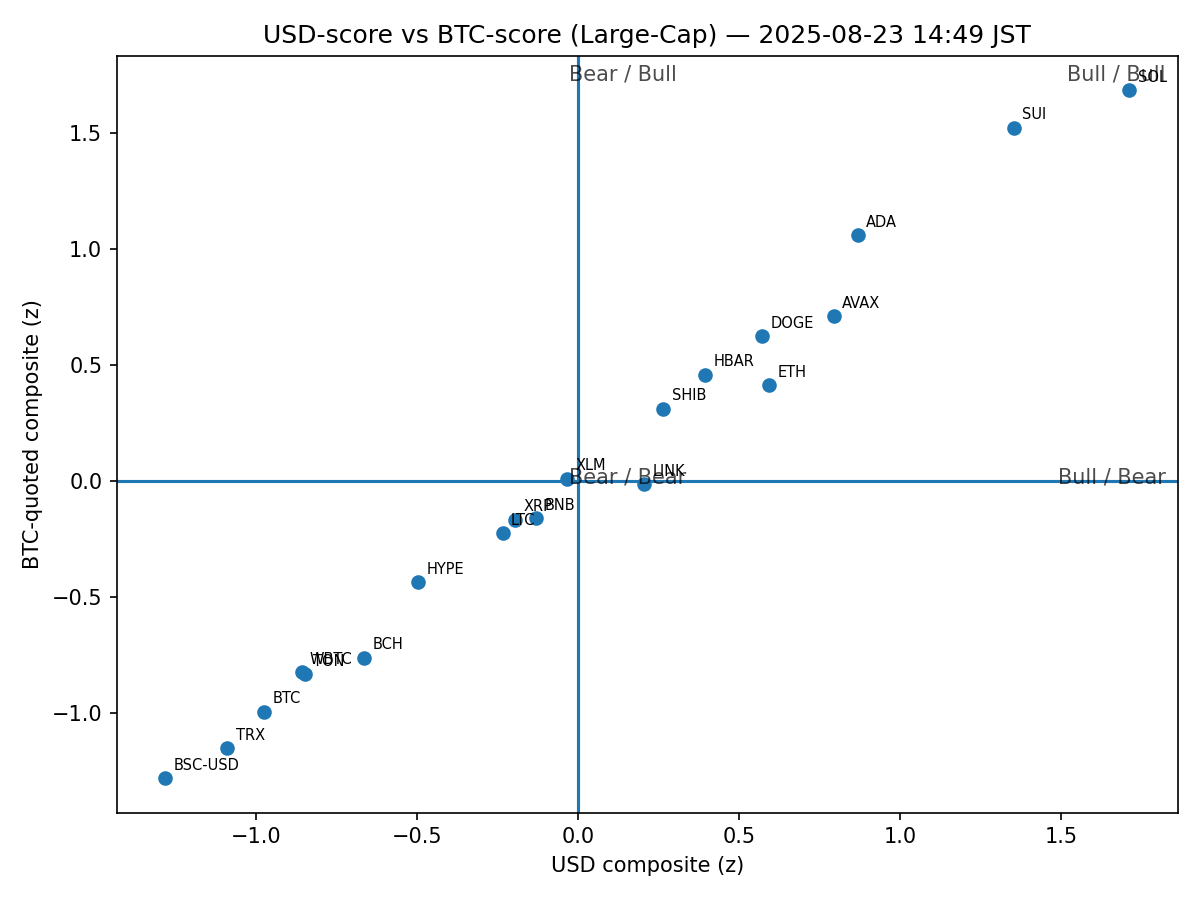 USD-score vs BTC-score (Large-Cap) — 2025-08-23 14:49 JST
Bear / Bull
Bull / Bull
SOL
SUI
ADA
AVAX
DOGE
HBAR
ETH
SHIB
XLM
LINK
Bear / Bear
Bull / Bear
XRP
BNB
LTC
HYPE
BCH
WBTC
TON
BTC
TRX
BSC-USD
1.5
1.0
0.5
0.0
−0.5
−1.0
−1.0
−0.5
0.0
0.5
1.0
1.5
USD composite (z)
BTC-quoted composite (z)